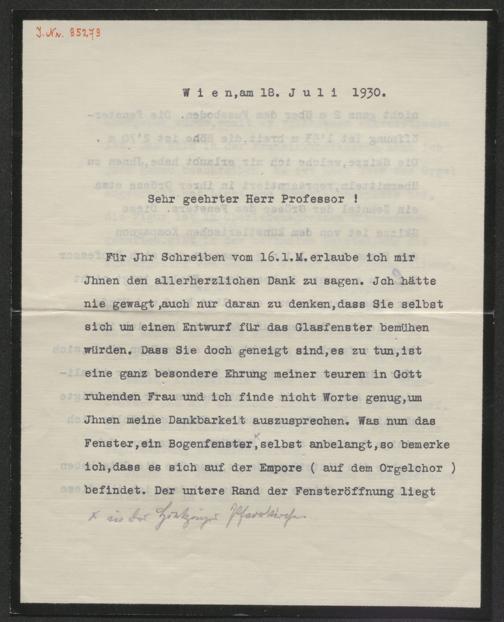 J.Nr. 85279
W i e n,am 18. J u l i 1930.
Sehr geehrter Herr Professor !
Für Jhr Schreiben vom 16.l.M.erlaube ich mir
Jhnen den allerherzlichen Dank zu sagen. Jch hätte
nie gewagt,auch nur daran zu denken,dass Sie selbst
sich um einen Entwurf für das Glasfenster bemühen
würden. Dass Sie doch geneigt sind,es zu tun,ist
eine ganz besondere Ehrung meiner teuren in Gott
ruhenden Frau und ich finde nicht Worte genug,um
Jhnen meine Dankbarkeit auszusprechen. Was nun das
Fenster,ein Bogenfenster,x selbst anbelangt,so bemerke
ich,dass es sich auf der Empore ( auf dem Orgelchor )
befindet. Der untere Rand der Fensteröffnung liegt
x in der Pfarrkirche